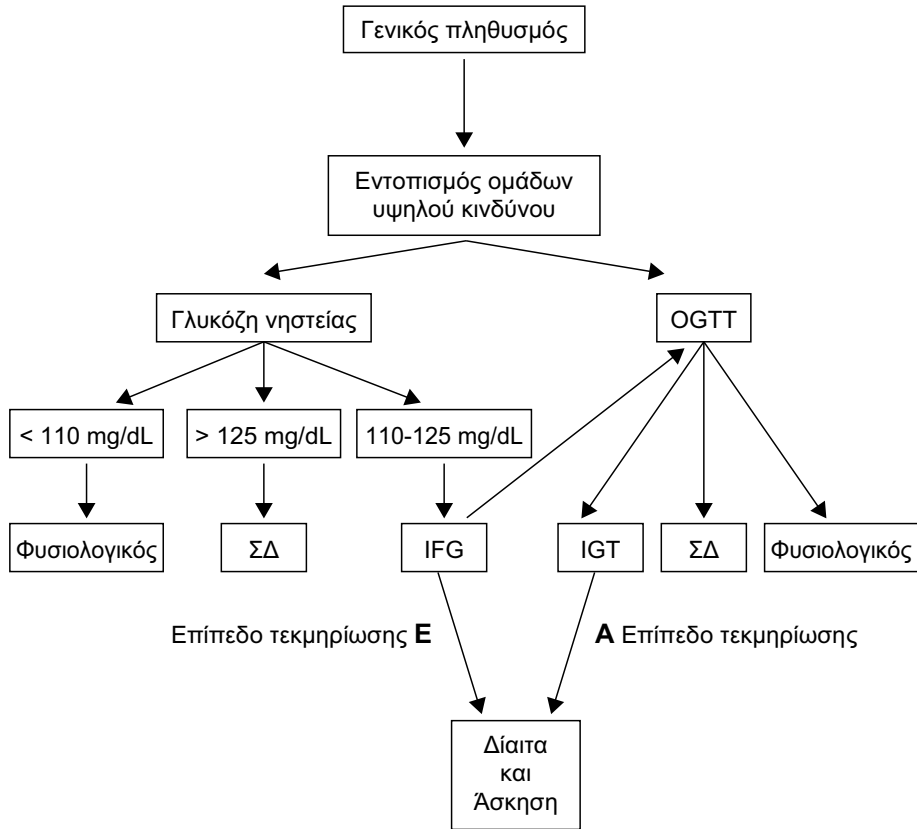 Γενικός πληθυσμός
Εντοπισμός ομάδων
υψηλού κινδύνου
Γλυκόζη νηστείας
OGTT
< 110 mg/dL
> 125 mg/dL
110-125 mg/dL
Φυσιολογικός
ΣΔ
IFG
IGT
ΣΔ
Φυσιολογικός
Επίπεδο τεκμηρίωσης E
A Επίπεδο τεκμηρίωσης
Δίαιτα
και
Άσκηση